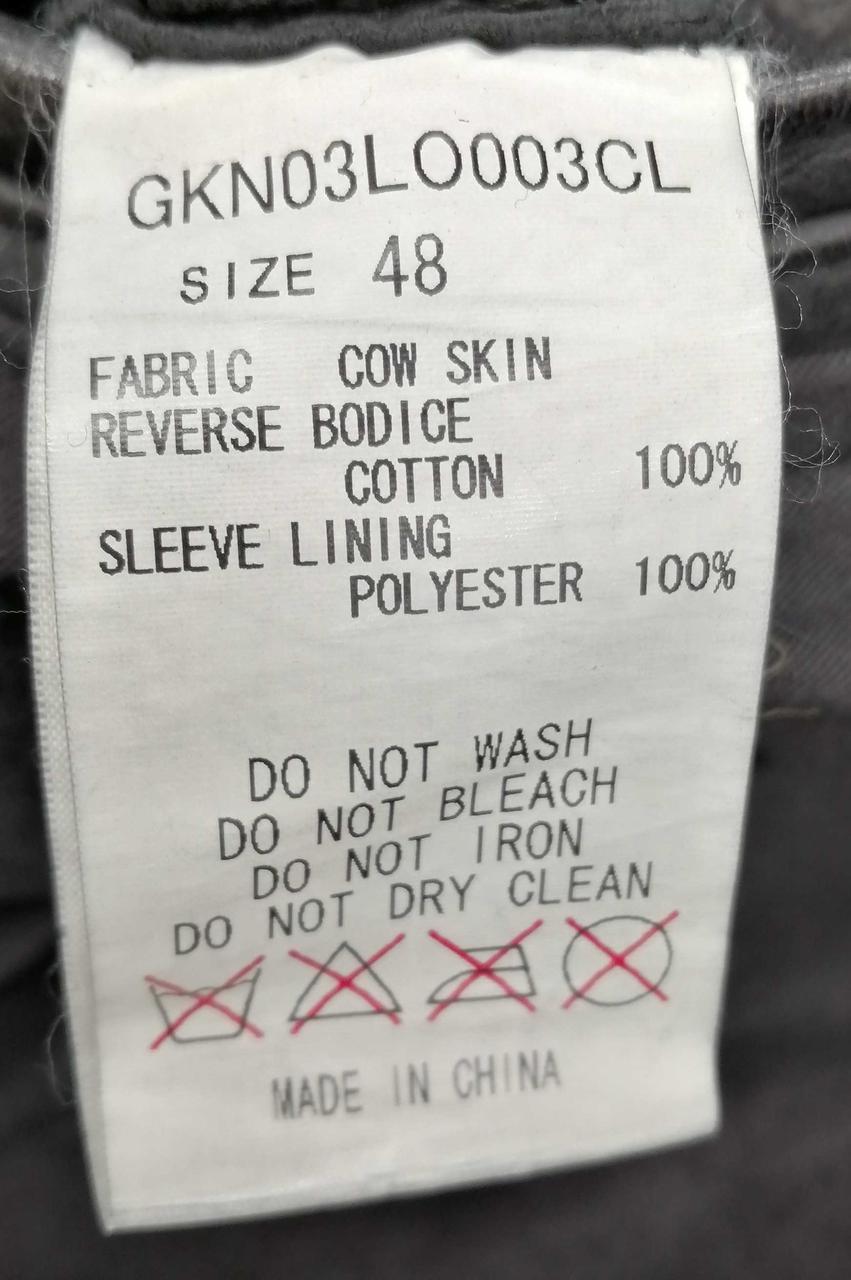 GKN03LO003CL
SIZE 48
FABRIC COW SKIN
REVERSE BODICE
COTTON 100%
SLEEVE LINING
POLYESTER 100%
DO NOT WASH
DO NOT BLEACH
DO NOT IRON
DO NOT DRY CLEAN
MADE IN CHINA